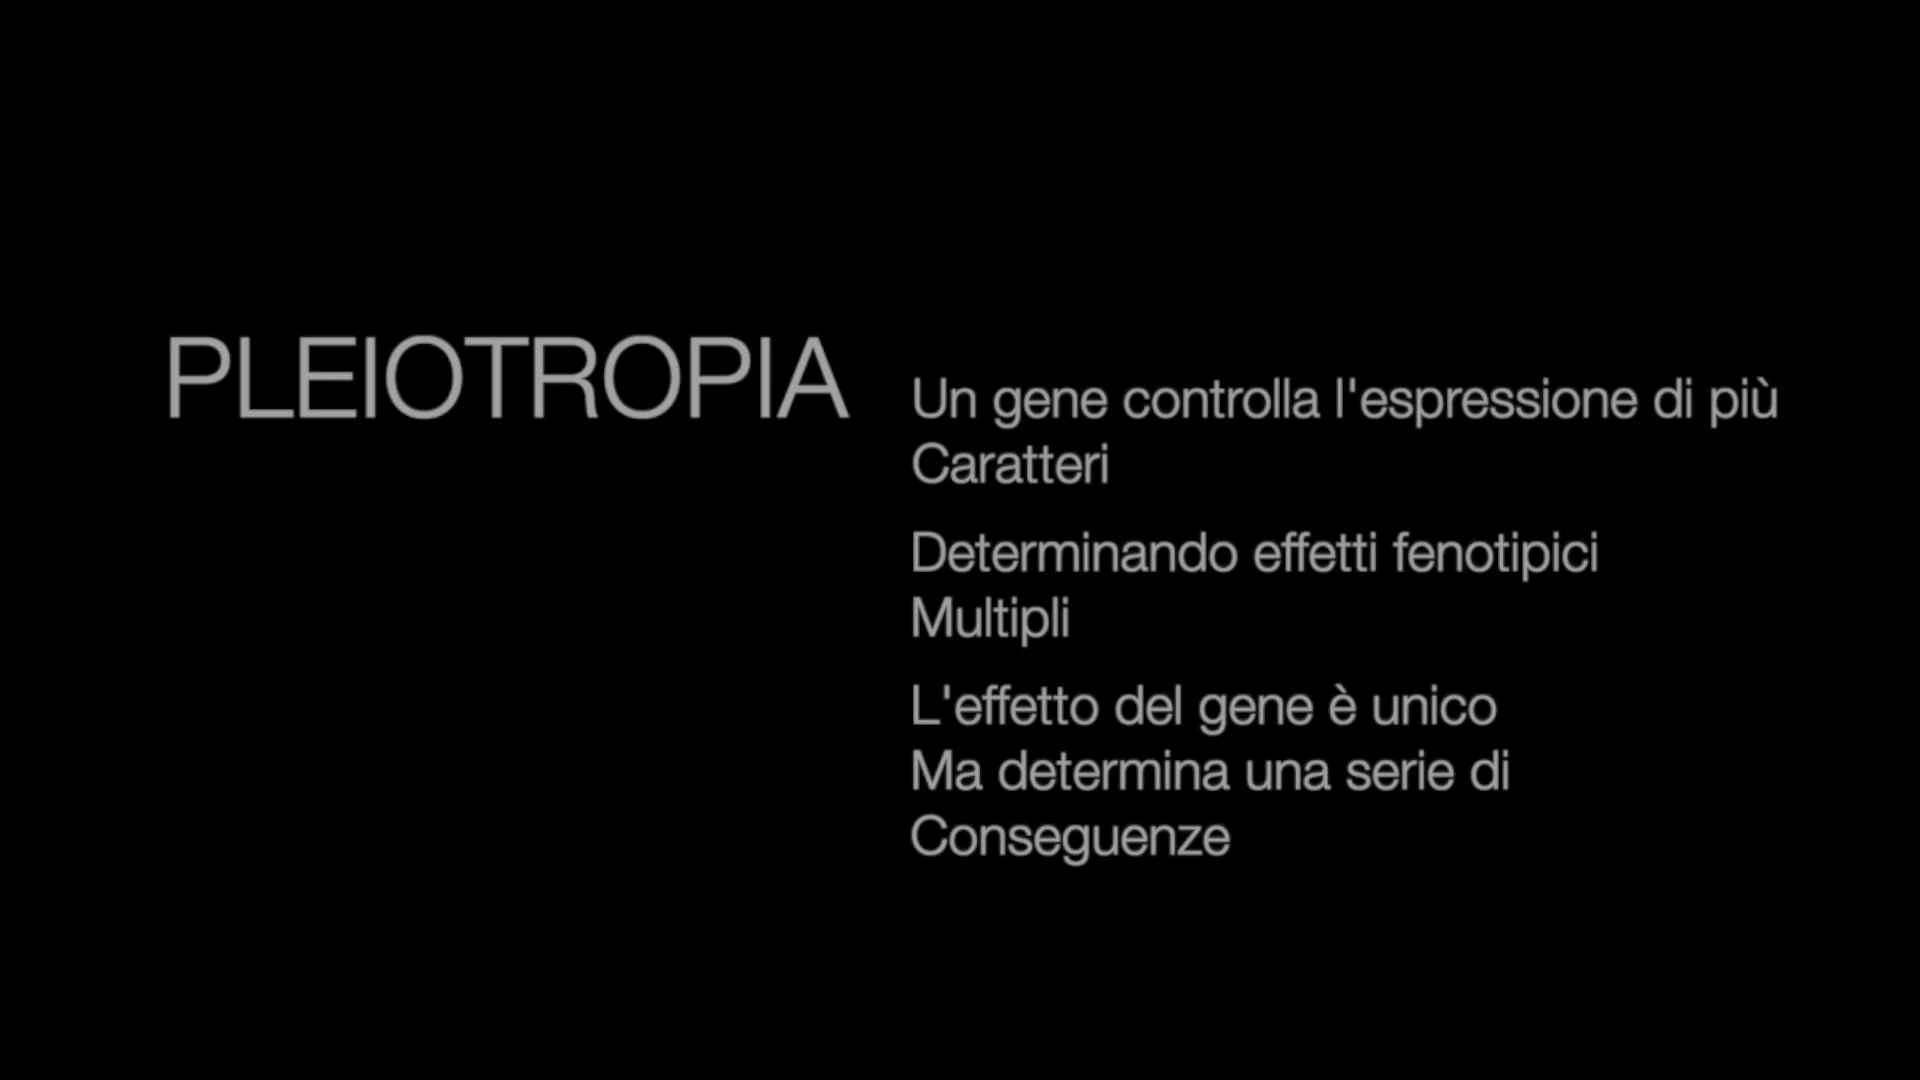 PLEIOTROPIA
Un gene controlla l'espressione di più
Caratteri
Determinando effetti fenotipici
Multipli
L'effetto del gene è unico
Ma determina una serie di
Conseguenze